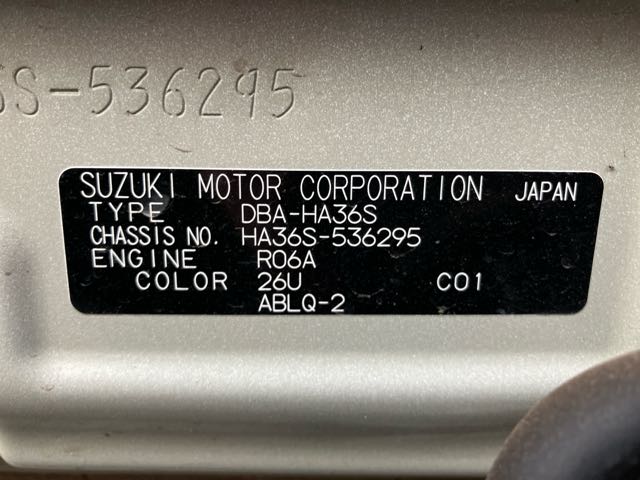 6S-536295
SUZUKI MOTOR CORPORATION JAPAN
TYPE DBA-HA36S
CHASSIS NO. HA36S-536295
ENGINE R06A
COLOR 26U C01
ABLQ-2